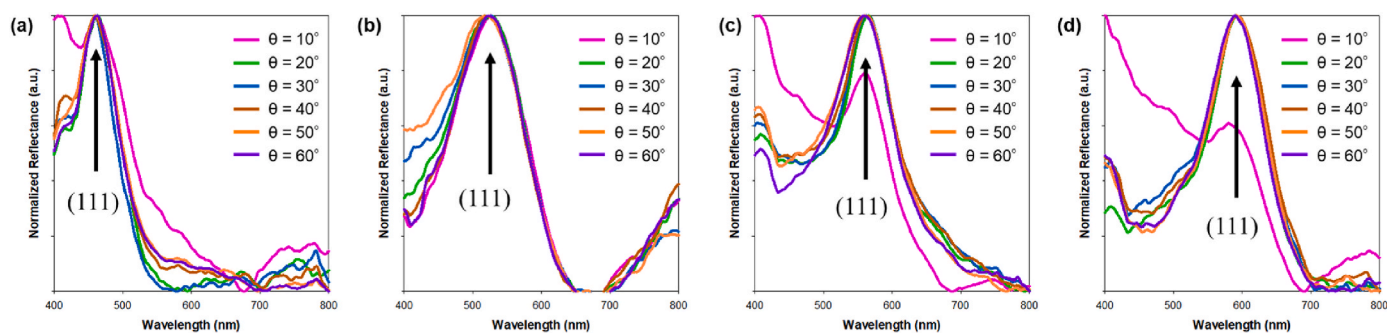 (a)
Normalized Reflectance (a.u.)
θ = 10°
θ = 20°
θ = 30°
θ = 40°
θ = 50°
θ = 60°
(111)
400 500 600 700 800
Wavelength (nm)
(b)
Normalized Reflectance (a.u.)
θ = 10°
θ = 20°
θ = 30°
θ = 40°
θ = 50°
θ = 60°
(111)
400 500 600 700 800
Wavelength (nm)
(c)
Normalized Reflectance (a.u.)
θ = 10°
θ = 20°
θ = 30°
θ = 40°
θ = 50°
θ = 60°
(111)
400 500 600 700 800
Wavelength (nm)
(d)
Normalized Reflectance (a.u.)
θ = 10°
θ = 20°
θ = 30°
θ = 40°
θ = 50°
θ = 60°
(111)
400 500 600 700 800
Wavelength (nm)